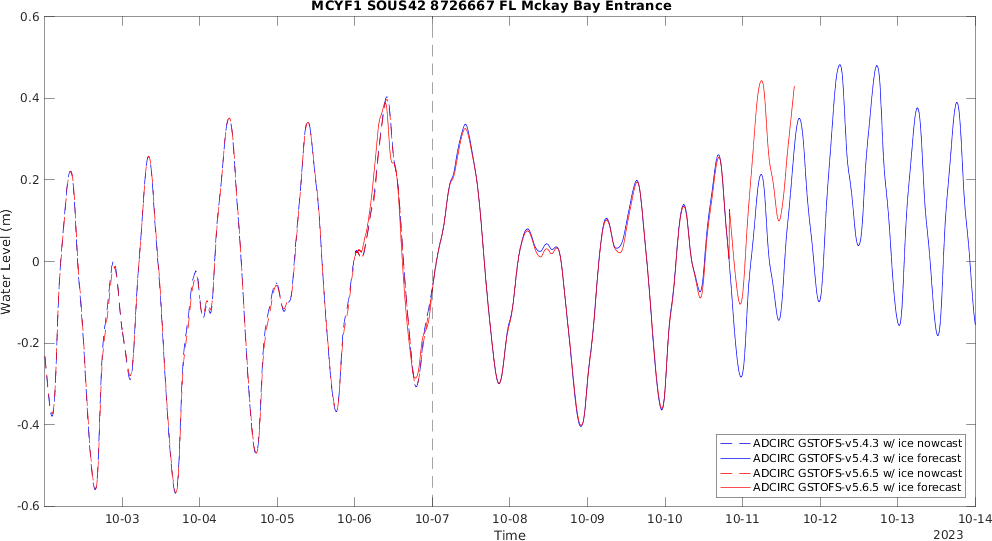 MCYF1 SOUS42 8726667 FL Mckay Bay Entrance
0.6
0.4
0.2
0
-0.2
-0.4
-0.6
Water Level (m)
ADCIRC GSTOFS-v5.4.3 w/ ice nowcast
ADCIRC GSTOFS-v5.4.3 w/ ice forecast
ADCIRC GSTOFS-v5.6.5 w/ ice nowcast
ADCIRC GSTOFS-v5.6.5 w/ ice forecast
10-03 10-04 10-05 10-06 10-07 10-08 10-09 10-10 10-11 10-12 10-13 10-14
Time
2023